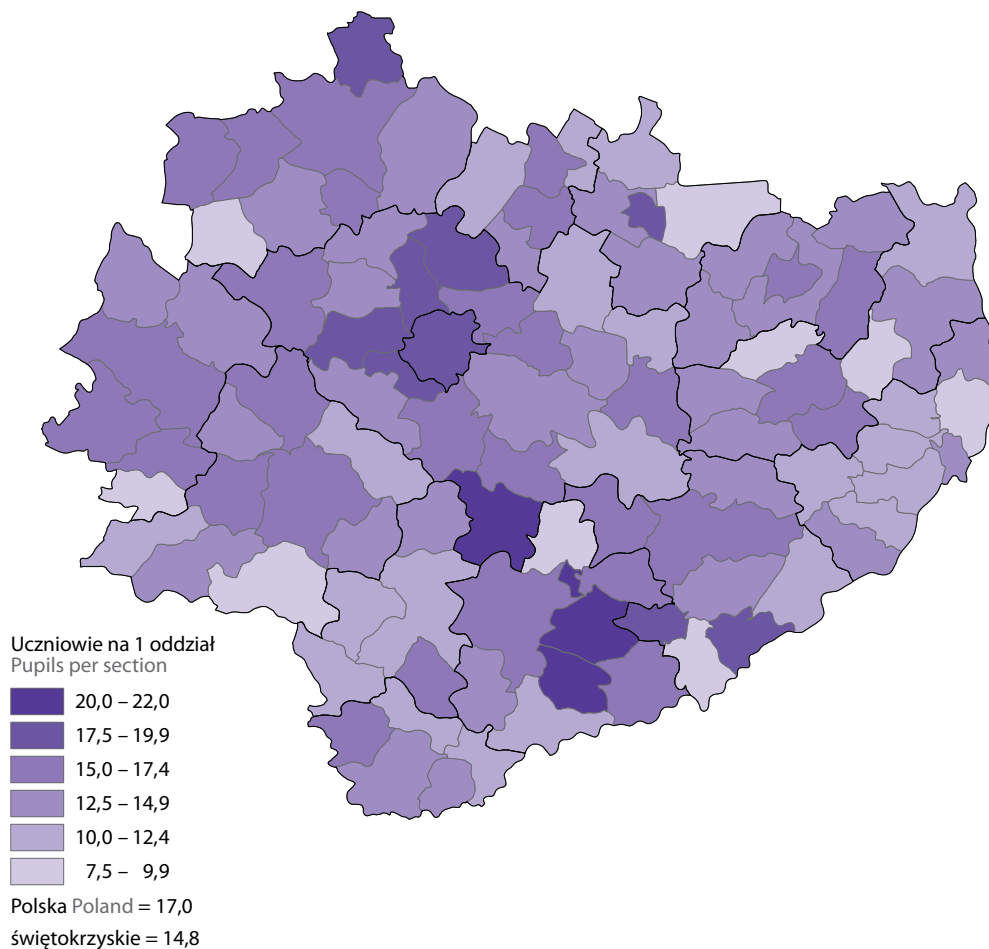 Uczniowie na 1 oddział
Pupils per section
20,0 – 22,0
17,5 – 19,9
15,0 – 17,4
12,5 – 14,9
10,0 – 12,4
7,5 – 9,9
Polska Poland = 17,0
świętokrzyskie = 14,8